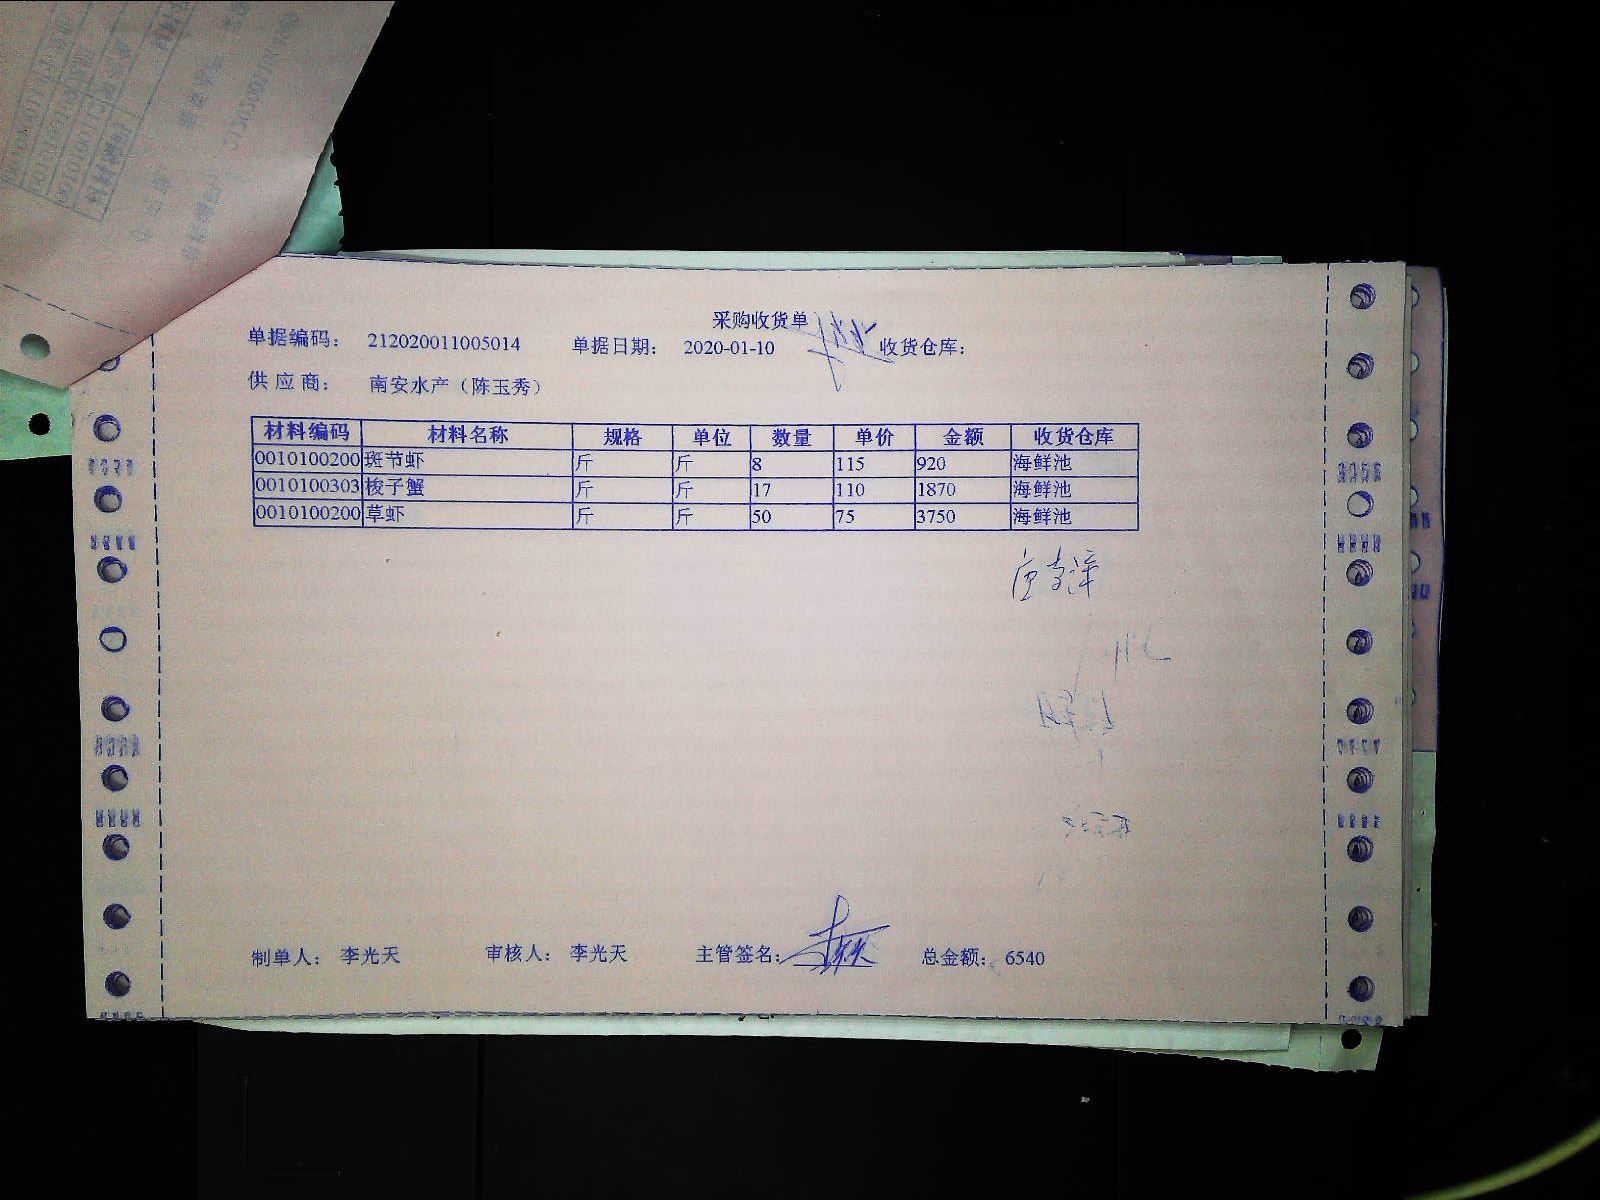 采购收货单
单据编码： 212020011005014 单据日期： 2020-01-10 收货仓库：
供应商： 南安水产（陈玉秀）
材料编码 材料名称 规格 单位 数量 单价 金额 收货仓库
0010100200 斑节虾 斤 斤 8 115 920 海鲜池
0010100303 梭子蟹 斤 斤 17 110 1870 海鲜池
0010100200 草虾 斤 斤 50 75 3750 海鲜池
制单人： 李光天 审核人： 李光天 主管签名： 总金额： 6540